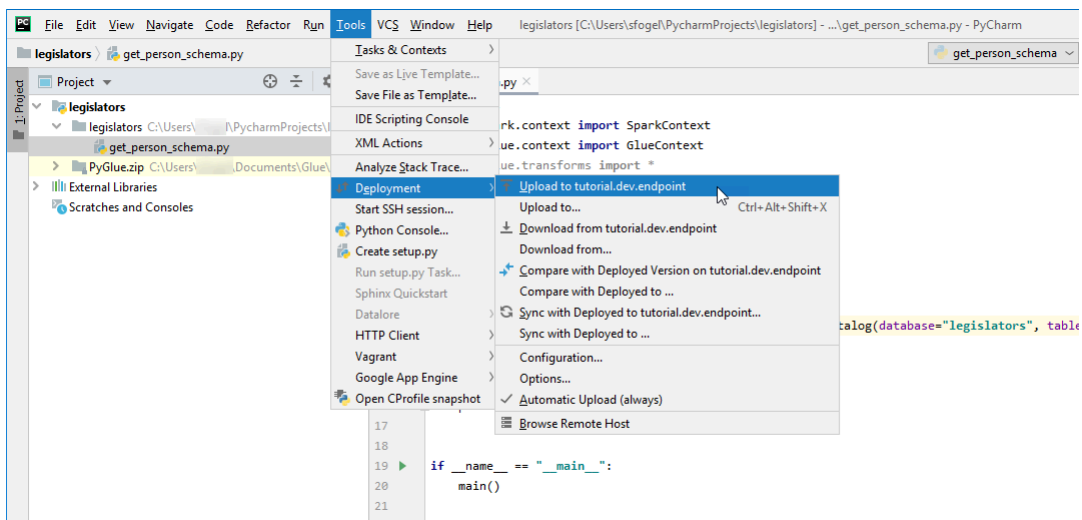 PC File Edit View Navigate Code Refactor Run Tools VCS Window Help legislators [C:\Users\sfogel\PycharmProjects\legislators] - ...\get_person_schema.py - PyCharm
legislators get_person_schema.py get_person_schema
1: Project
Project
.py
legislators
legislators C:\Users\ l\PycharmProjects\l
get_person_schema.py
PyGlue.zip C:\Users\ .Documents\Glue\
External Libraries
Scratches and Consoles
Tasks & Contexts
Save as Live Template...
Save File as Template...
IDE Scripting Console
XML Actions
Analyze Stack Trace...
Deployment
Start SSH session...
Python Console...
Create setup.py
Run setup.py Task...
Sphinx Quickstart
Datalore
HTTP Client
Vagrant
Google App Engine
Open CProfile snapshot
rk.context import SparkContext
ue.context import GlueContext
ue.transforms import *
Upload to tutorial.dev.endpoint
Upload to... Ctrl+Alt+Shift+X
Download from tutorial.dev.endpoint
Download from...
Compare with Deployed Version on tutorial.dev.endpoint
Compare with Deployed to ...
Sync with Deployed to tutorial.dev.endpoint...
Sync with Deployed to ...
Configuration...
Options...
Automatic Upload (always)
Browse Remote Host
talog(database="legislators", table
17
18
19 if __name__ == "__main__":
20 main()
21